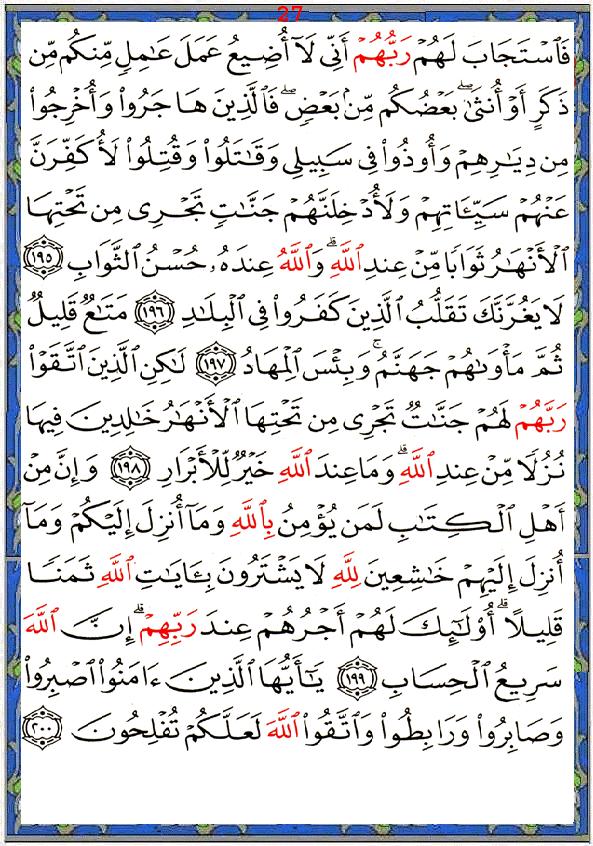 27
فَٱسۡتَجَابَ لَهُمۡ رَبُّهُمۡ أَنِّي لَآ أُضِيعُ عَمَلَ عَٰمِلٖ مِّنكُم مِّن
ذَكَرٍ أَوۡ أُنثَىٰۖ بَعۡضُكُم مِّنۢ بَعۡضٖۖ فَٱلَّذِينَ هَاجَرُواْ وَأُخۡرِجُواْ
مِن دِيَٰرِهِمۡ وَأُوذُواْ فِي سَبِيلِي وَقَٰتَلُواْ وَقُتِلُواْ لَأُكَفِّرَنَّ
عَنۡهُمۡ سَيِّـَٔاتِهِمۡ وَلَأُدۡخِلَنَّهُمۡ جَنَّٰتٖ تَجۡرِي مِن تَحۡتِهَا
ٱلۡأَنۡهَٰرُ ثَوَابٗا مِّنۡ عِندِ ٱللَّهِۚ وَٱللَّهُ عِندَهُۥ حُسۡنُ ٱلثَّوَابِ ١٩٥
لَا يَغُرَّنَّكَ تَقَلُّبُ ٱلَّذِينَ كَفَرُواْ فِي ٱلۡبِلَٰدِ ١٩٦ مَتَٰعٞ قَلِيلٞ
ثُمَّ مَأۡوَىٰهُمۡ جَهَنَّمُۚ وَبِئۡسَ ٱلۡمِهَادُ ١٩٧ لَٰكِنِ ٱلَّذِينَ ٱتَّقَوۡاْ
رَبَّهُمۡ لَهُمۡ جَنَّٰتٞ تَجۡرِي مِن تَحۡتِهَا ٱلۡأَنۡهَٰرُ خَٰلِدِينَ فِيهَا
نُزُلٗا مِّنۡ عِندِ ٱللَّهِۗ وَمَا عِندَ ٱللَّهِ خَيۡرٞ لِّلۡأَبۡرَارِ ١٩٨ وَإِنَّ مِنۡ
أَهۡلِ ٱلۡكِتَٰبِ لَمَن يُؤۡمِنُ بِٱللَّهِ وَمَآ أُنزِلَ إِلَيۡكُمۡ وَمَآ
أُنزِلَ إِلَيۡهِمۡ خَٰشِعِينَ لِلَّهِ لَا يَشۡتَرُونَ بِـَٔايَٰتِ ٱللَّهِ ثَمَنٗا
قَلِيلًاۗ أُوْلَٰٓئِكَ لَهُمۡ أَجۡرُهُمۡ عِندَ رَبِّهِمۡۗ إِنَّ ٱللَّهَ
سَرِيعُ ٱلۡحِسَابِ ١٩٩ يَٰٓأَيُّهَا ٱلَّذِينَ ءَامَنُواْ ٱصۡبِرُواْ
وَصَابِرُواْ وَرَابِطُواْ وَٱتَّقُواْ ٱللَّهَ لَعَلَّكُمۡ تُفۡلِحُونَ ٢٠٠